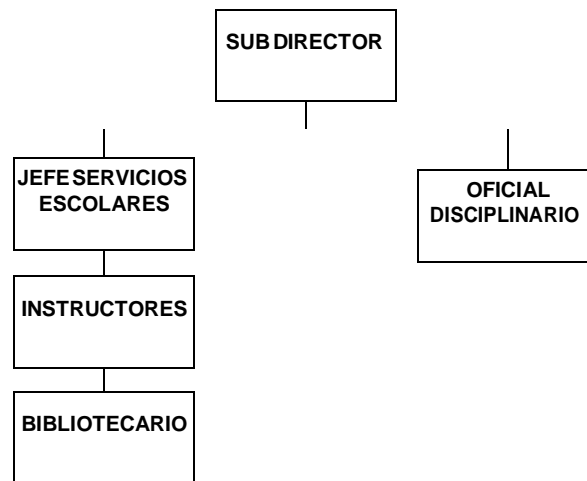 SUB DIRECTOR
JEFE SERVICIOS
ESCOLARES
OFICIAL
DISCIPLINARIO
INSTRUCTORES
BIBLIOTECARIO